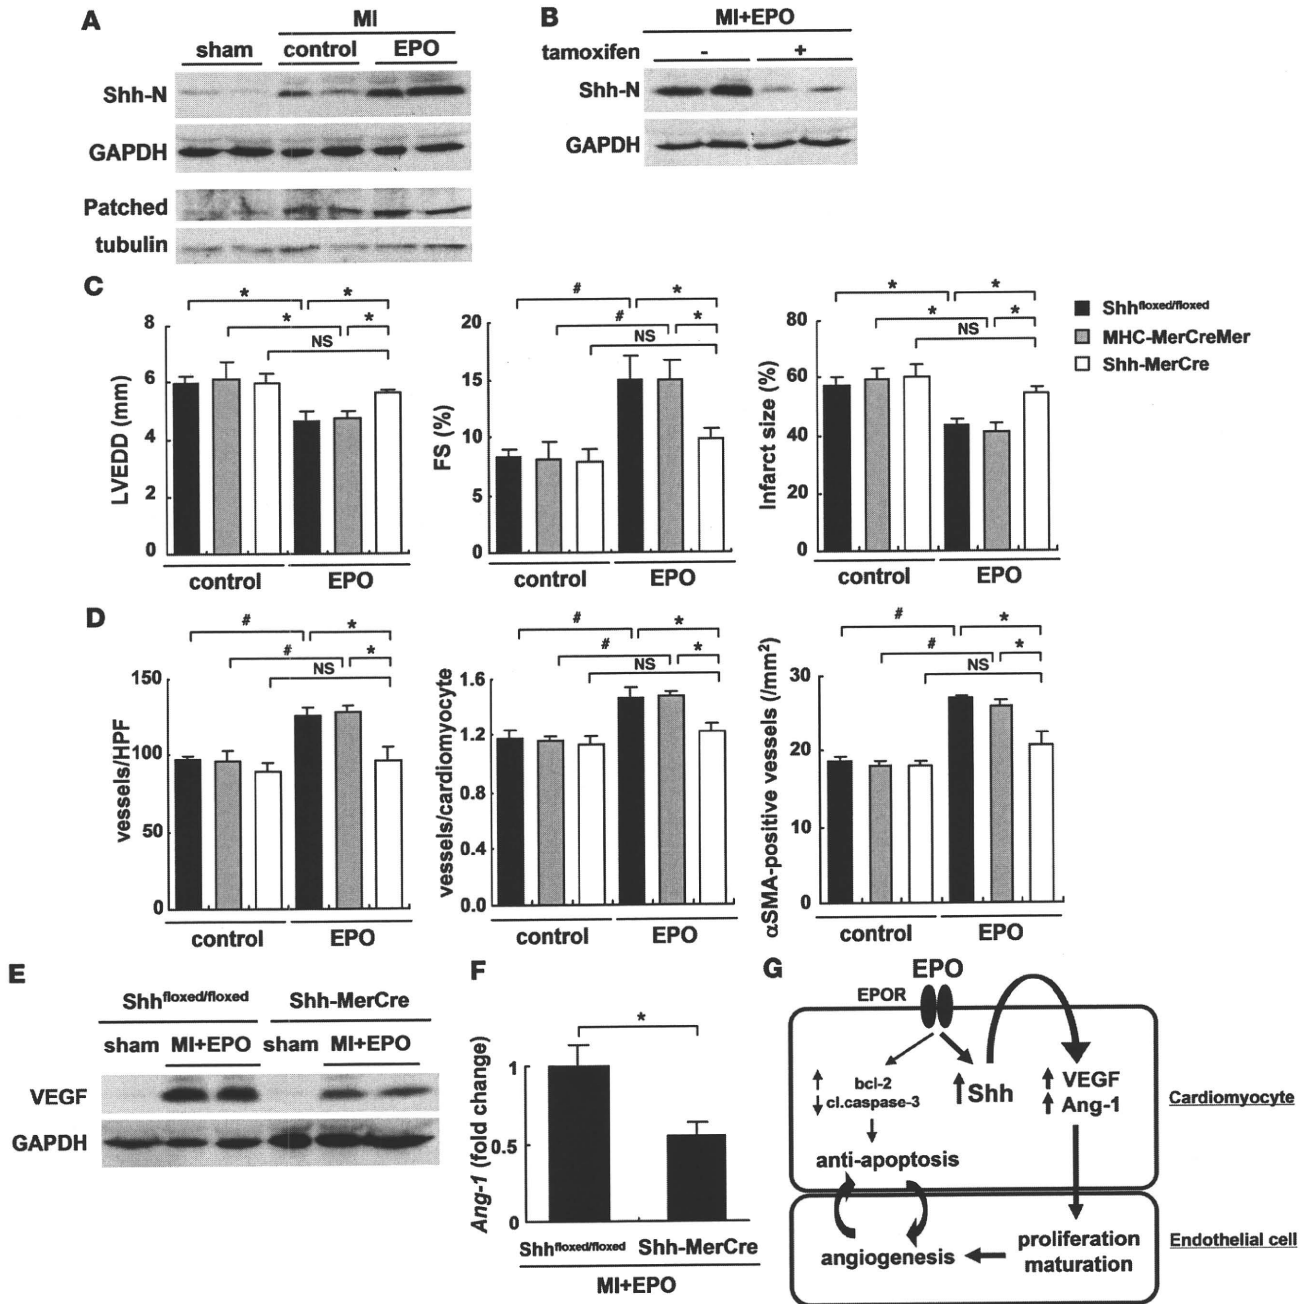 A
MI
sham control EPO
Shh-N
GAPDH
Patched
tubulin
B
MI+EPO
tamoxifen - +
Shh-N
GAPDH
C
* *
* *
NS
LVEDD (mm)
8
6
4
2
0
control EPO
# *
# *
NS
FS (%)
20
15
10
5
0
control EPO
* *
* *
NS
Infarct size (%)
80
60
40
20
0
control EPO
Shhfloxed/floxed
MHC-MerCreMer
Shh-MerCre
D
# *
# *
NS
vessels/HPF
150
100
50
0
control EPO
# *
# *
NS
vessels/cardiomyocyte
1.6
1.2
0.8
0.4
0.0
control EPO
# *
# *
NS
αSMA-positive vessels (/mm2)
30
20
10
0
control EPO
E
Shhfloxed/floxed Shh-MerCre
sham MI+EPO sham MI+EPO
VEGF
GAPDH
F
*
Ang-1 (fold change)
1
0.5
0
Shhfloxed/floxed Shh-MerCre
MI+EPO
G
EPO
EPOR
bcl-2
cl.caspase-3
Shh
VEGF
Ang-1
Cardiomyocyte
anti-apoptosis
angiogenesis
proliferation
maturation
Endothelial cell